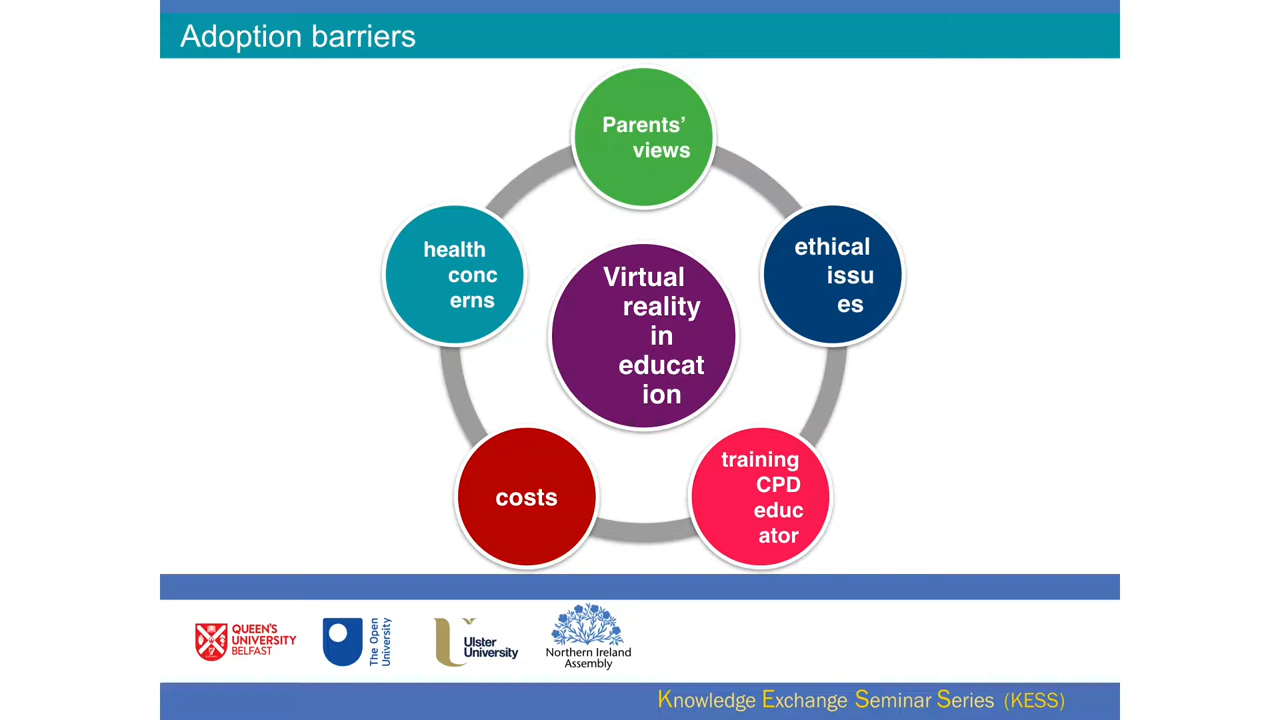 Adoption barriers
Parents’
views
health
conc
erns
ethical
issu
es
Virtual
reality
in
educat
ion
costs
training
CPD
educ
ator
QUEEN'S
UNIVERSITY
BELFAST
The Open
University
Ulster
University
Northern Ireland
Assembly
Knowledge Exchange Seminar Series (KESS)